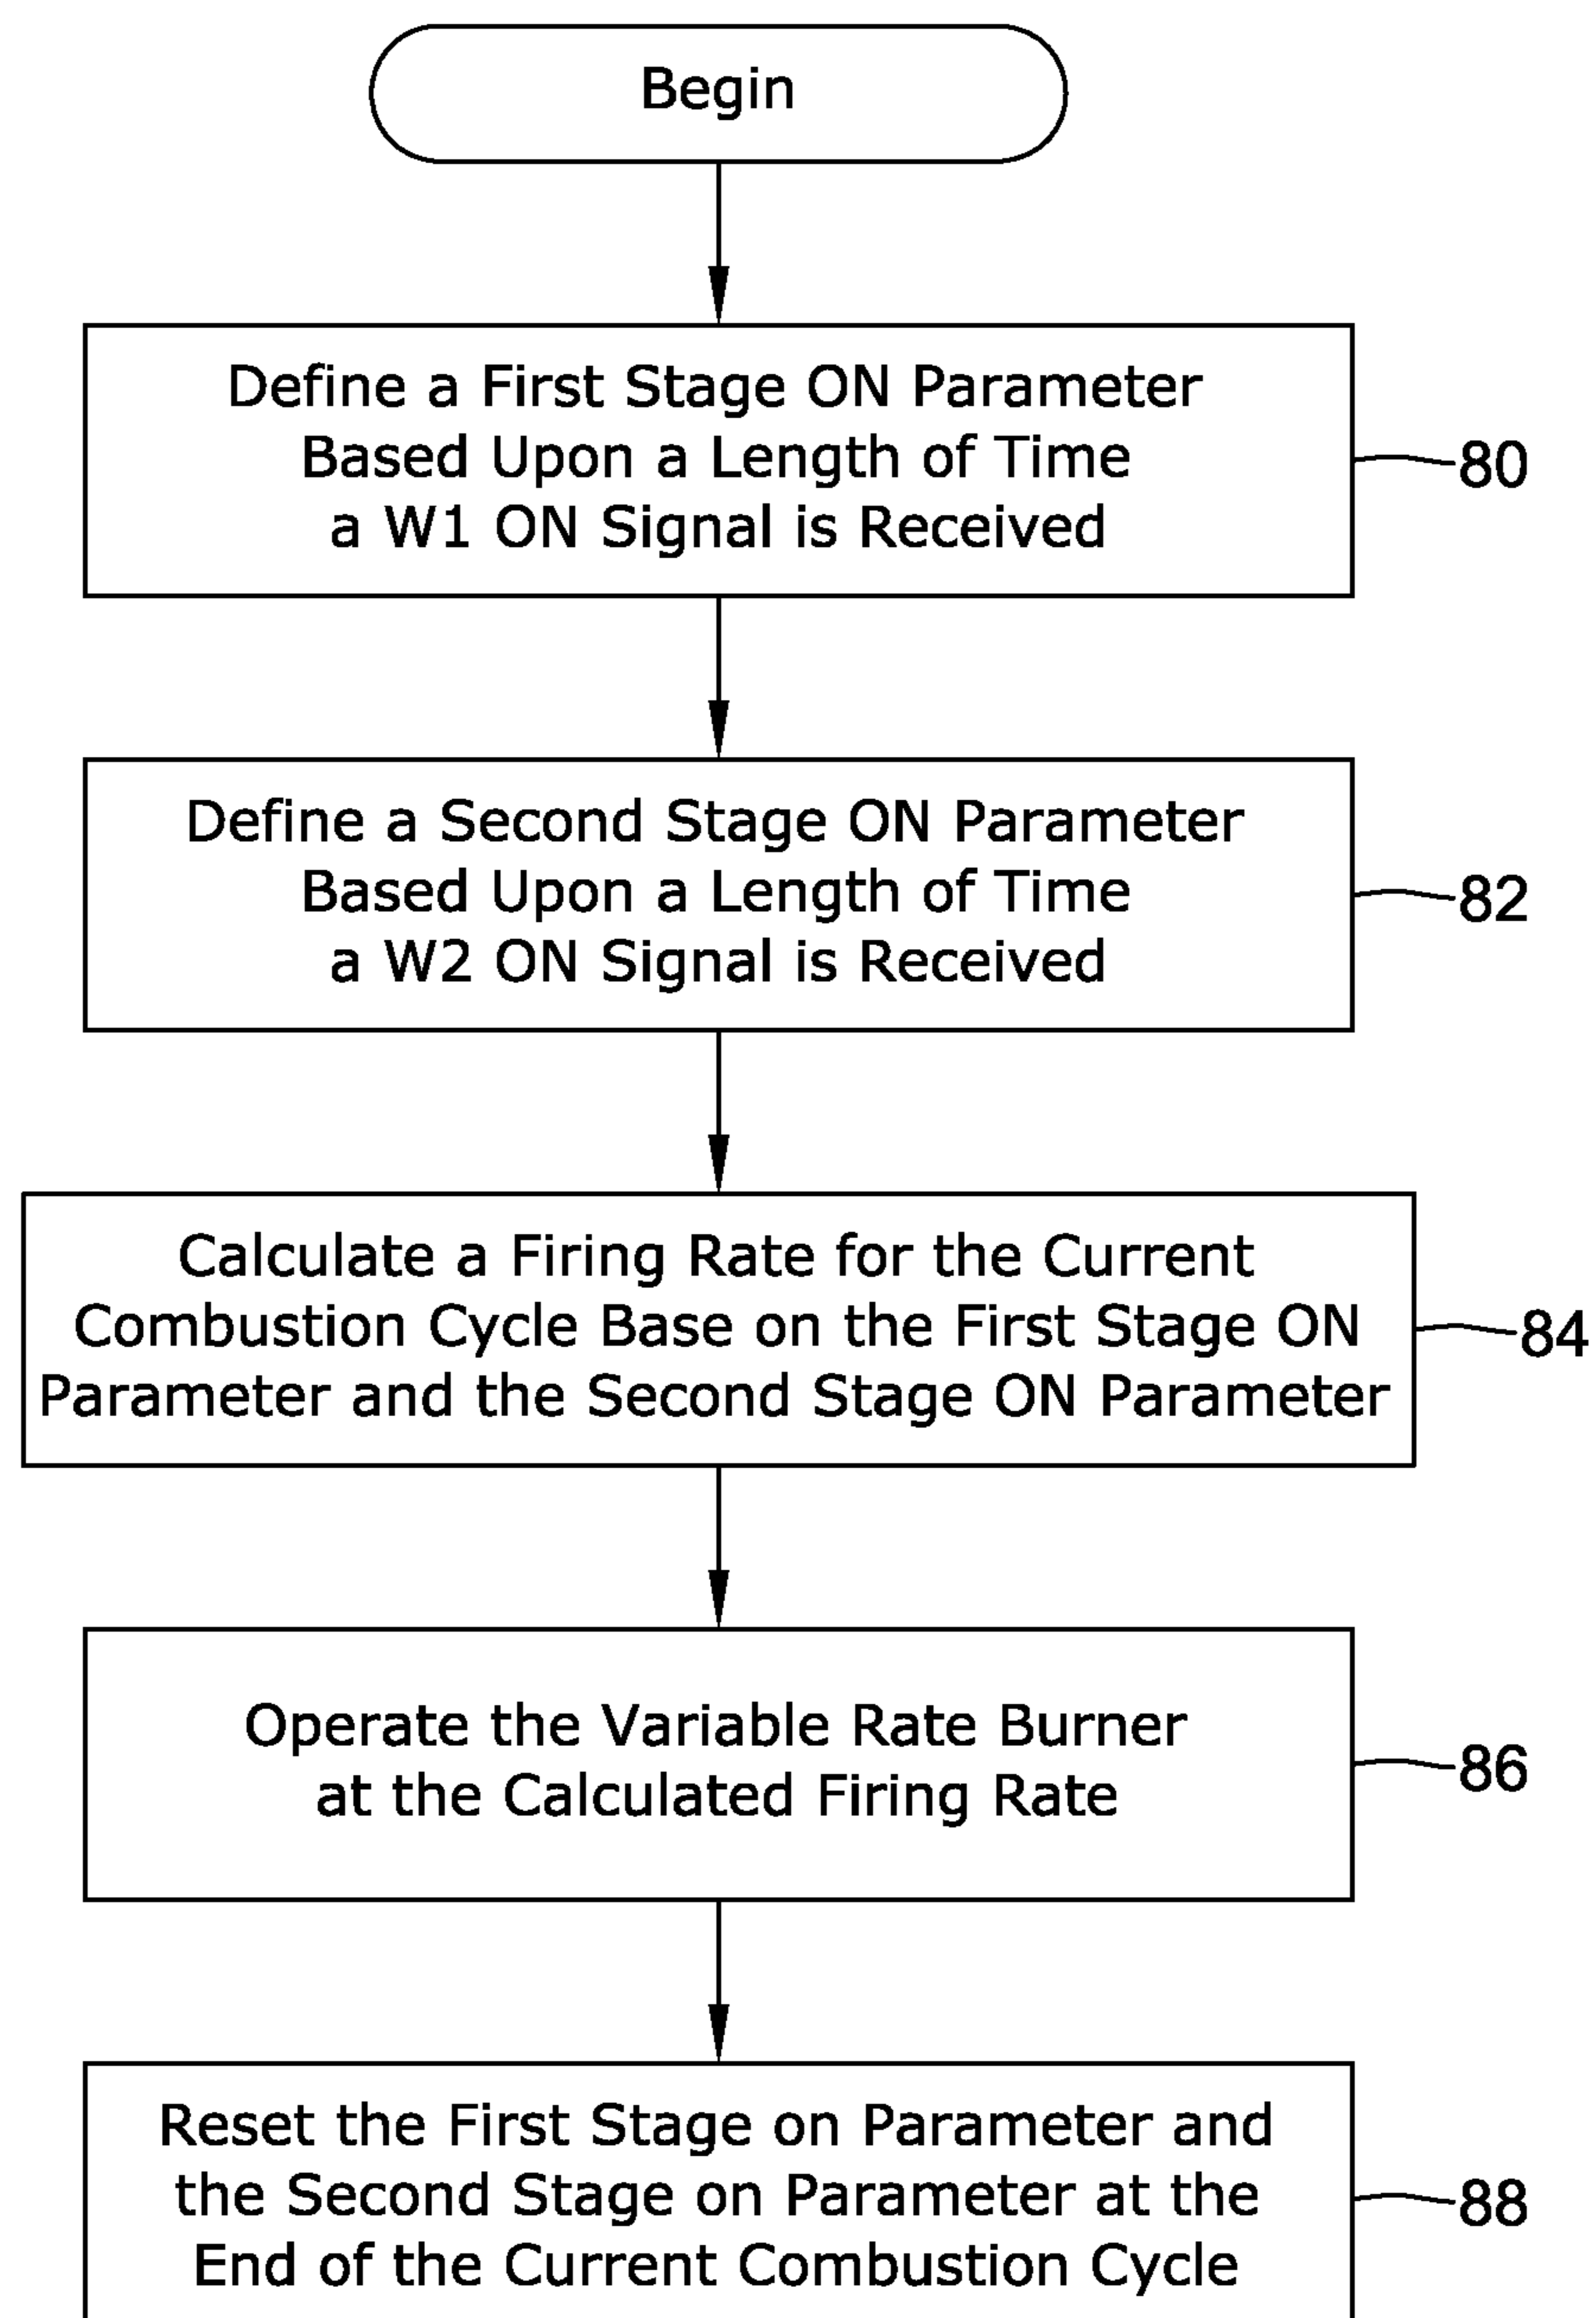 Begin
Define a First Stage ON Parameter
Based Upon a Length of Time
a W1 ON Signal is Received
80
Define a Second Stage ON Parameter
Based Upon a Length of Time
a W2 ON Signal is Received
82
Calculate a Firing Rate for the Current
Combustion Cycle Base on the First Stage ON
Parameter and the Second Stage ON Parameter
84
Operate the Variable Rate Burner
at the Calculated Firing Rate
86
Reset the First Stage on Parameter and
the Second Stage on Parameter at the
End of the Current Combustion Cycle
88